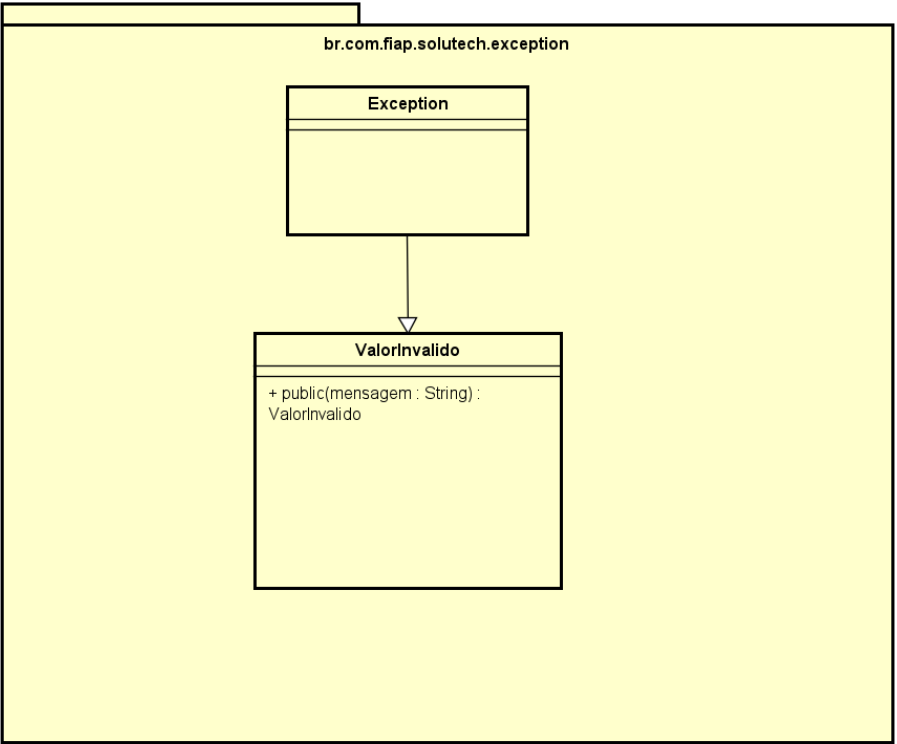 br.com.fiap.solutech.exception
Exception
ValorInvalido
+ public(mensagem : String) :
ValorInvalido